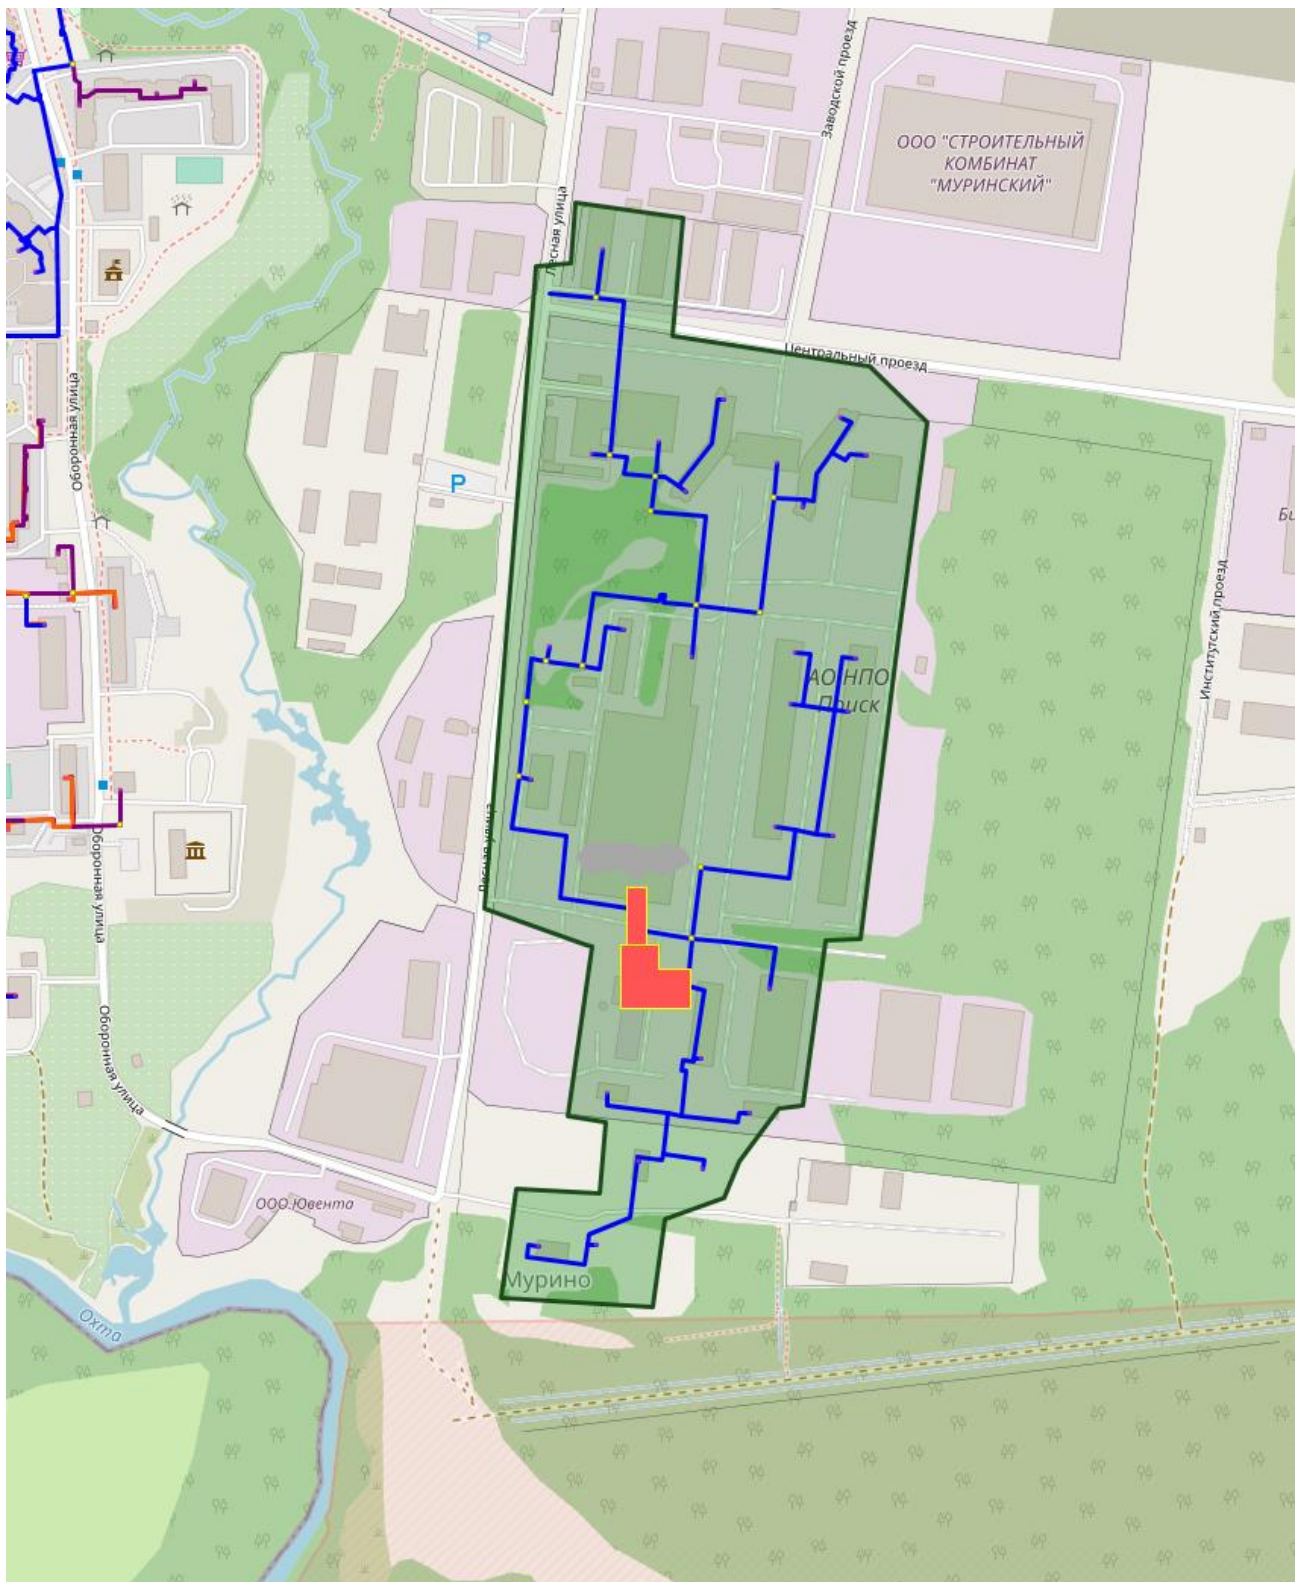 P
Заводской проезд
ООО "СТРОИТЕЛЬНЫЙ
КОМБИНАТ
"МУРИНСКИЙ"
Лесная улица
Центральный проезд
Оборонная улица
P
Институтский проезд
АО НПО
Поиск
Лесная улица
Оборонная улица
Оборонная улица
ООО Ювента
Мурино
Охта